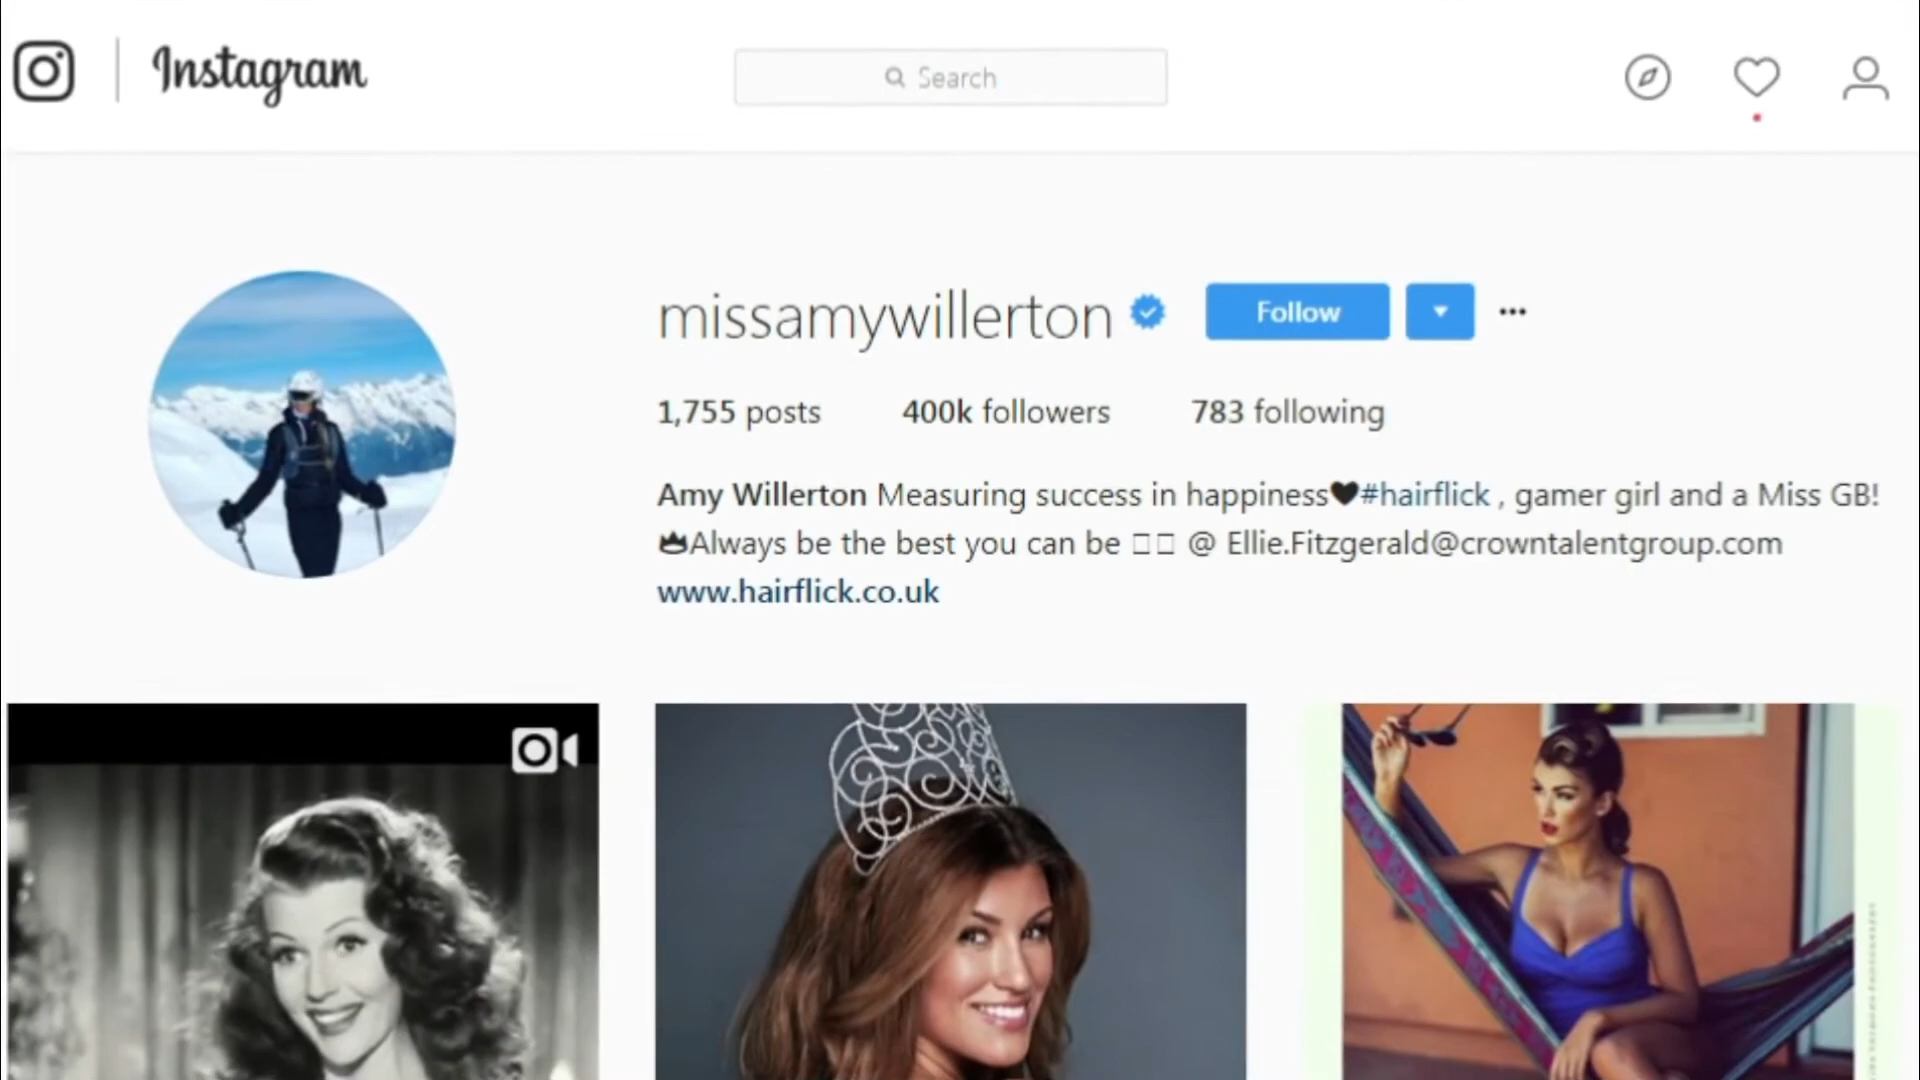 Instagram
Search
missamywillerton
Follow
1,755 posts 400k followers 783 following
Amy Willerton Measuring success in happiness🖤#hairflick , gamer girl and a Miss GB!
Always be the best you can be @ Ellie.Fitzgerald@crowntalentgroup.com
www.hairflick.co.uk